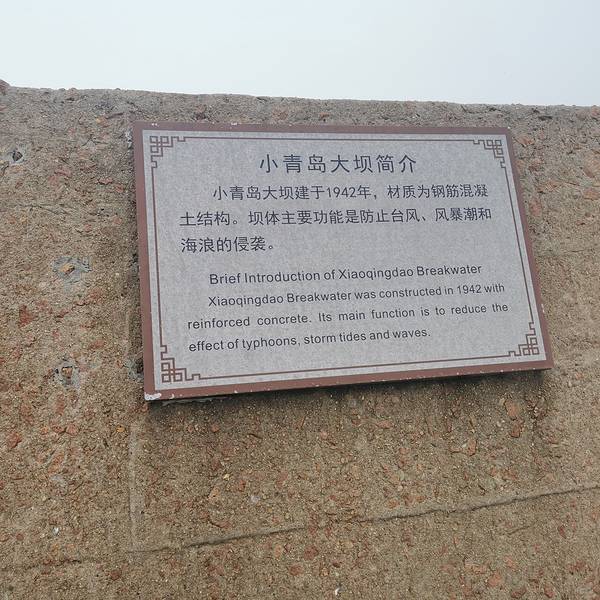 小青岛大坝简介
小青岛大坝建于1942年，材质为钢筋混凝
土结构。坝体主要功能是防止台风、风暴潮和
海浪的侵袭。
Brief Introduction of Xiaoqingdao Breakwater
Xiaoqingdao Breakwater was constructed in 1942 with
reinforced concrete. Its main function is to reduce the
effect of typhoons, storm tides and waves.